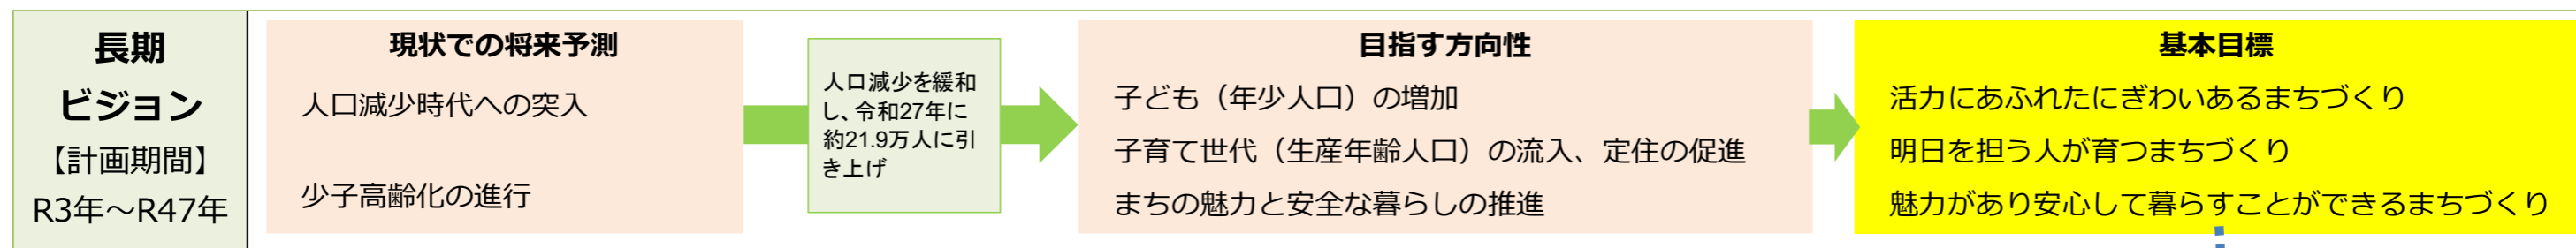 長期
ビジョン
【計画期間】
R3年～R47年
現状での将来予測
人口減少時代への突入
少子高齢化の進行
人口減少を緩和
し、令和27年に
約21.9万人に引
き上げ
目指す方向性
子ども（年少人口）の増加
子育て世代（生産年齢人口）の流入、定住の促進
まちの魅力と安全な暮らしの推進
基本目標
活力にあふれたにぎわいあるまちづくり
明日を担う人が育つまちづくり
魅力があり安心して暮らすことができるまちづくり